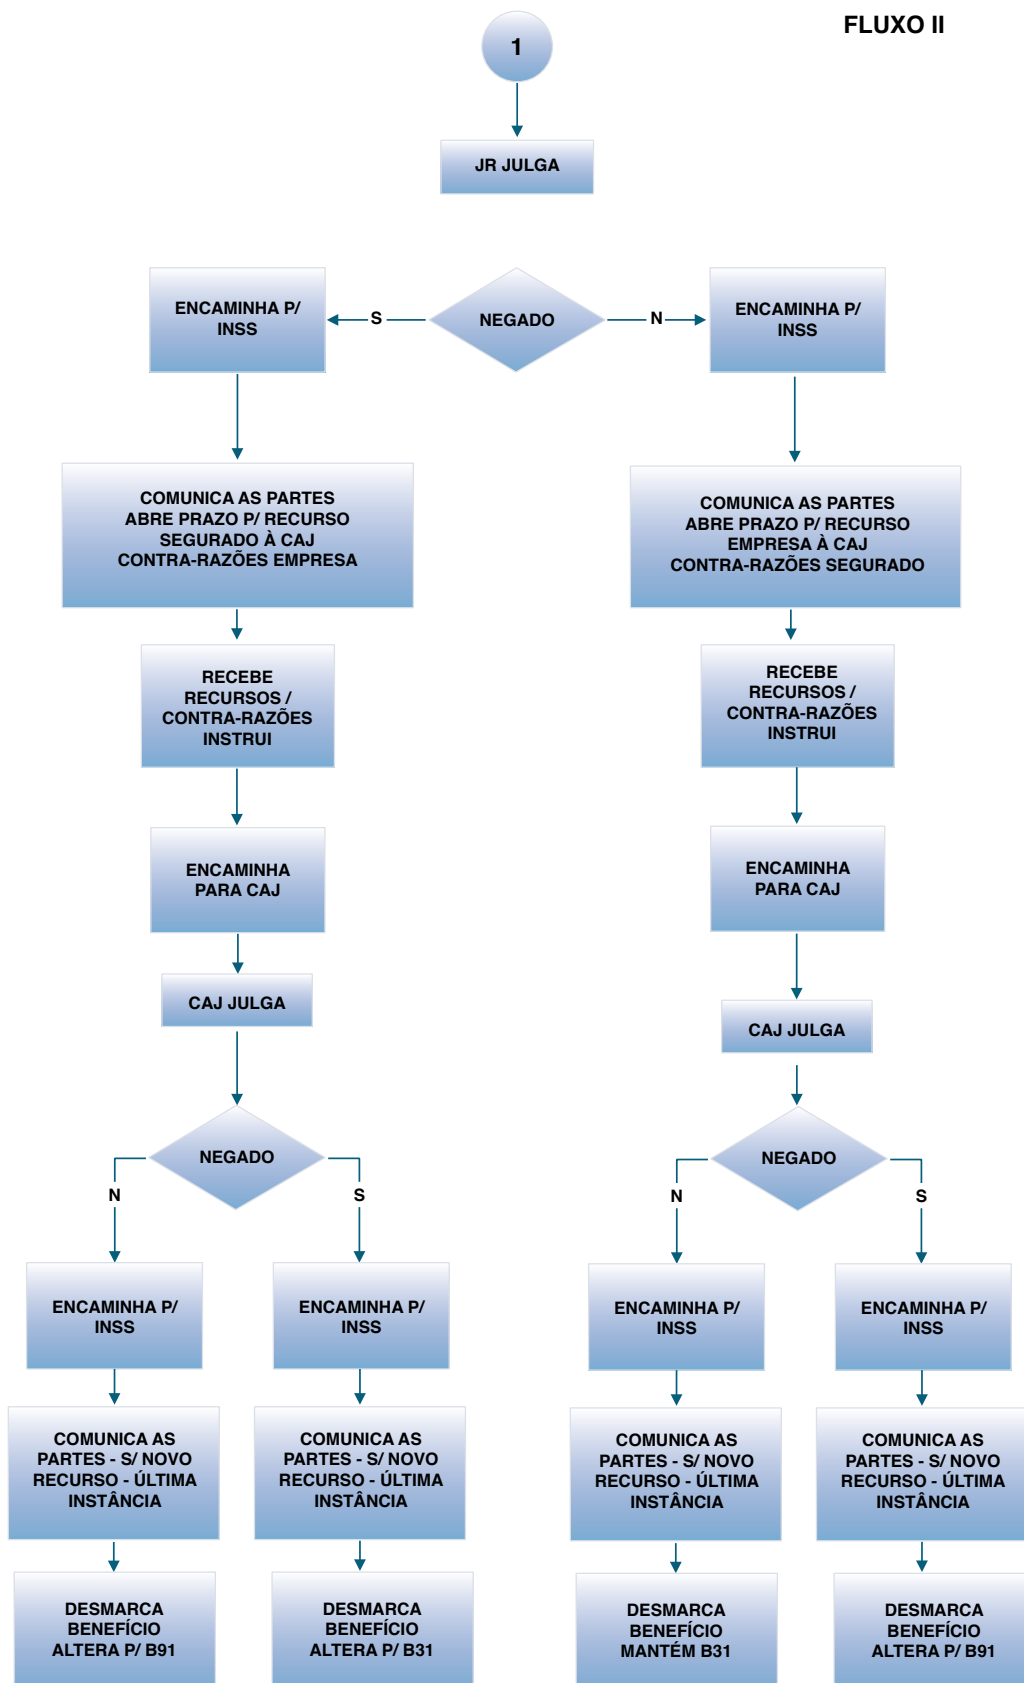 FLUXO II
1
JR JULGA
ENCAMINHA P/
INSS
S
NEGADO
N
ENCAMINHA P/
INSS
COMUNICA AS PARTES
ABRE PRAZO P/ RECURSO
SEGURADO À CAJ
CONTRA-RAZÕES EMPRESA
RECEBE
RECURSOS /
CONTRA-RAZÕES
INSTRUI
ENCAMINHA
PARA CAJ
CAJ JULGA
NEGADO
N
S
ENCAMINHA P/
INSS
COMUNICA AS
PARTES - S/ NOVO
RECURSO - ÚLTIMA
INSTÂNCIA
DESMARCA
BENEFÍCIO
ALTERA P/ B91
ENCAMINHA P/
INSS
COMUNICA AS
PARTES - S/ NOVO
RECURSO - ÚLTIMA
INSTÂNCIA
DESMARCA
BENEFÍCIO
ALTERA P/ B31
COMUNICA AS PARTES
ABRE PRAZO P/ RECURSO
EMPRESA À CAJ
CONTRA-RAZÕES SEGURADO
RECEBE
RECURSOS /
CONTRA-RAZÕES
INSTRUI
ENCAMINHA
PARA CAJ
CAJ JULGA
NEGADO
N
S
ENCAMINHA P/
INSS
COMUNICA AS
PARTES - S/ NOVO
RECURSO - ÚLTIMA
INSTÂNCIA
DESMARCA
BENEFÍCIO
MANTÉM B31
ENCAMINHA P/
INSS
COMUNICA AS
PARTES - S/ NOVO
RECURSO - ÚLTIMA
INSTÂNCIA
DESMARCA
BENEFÍCIO
ALTERA P/ B91